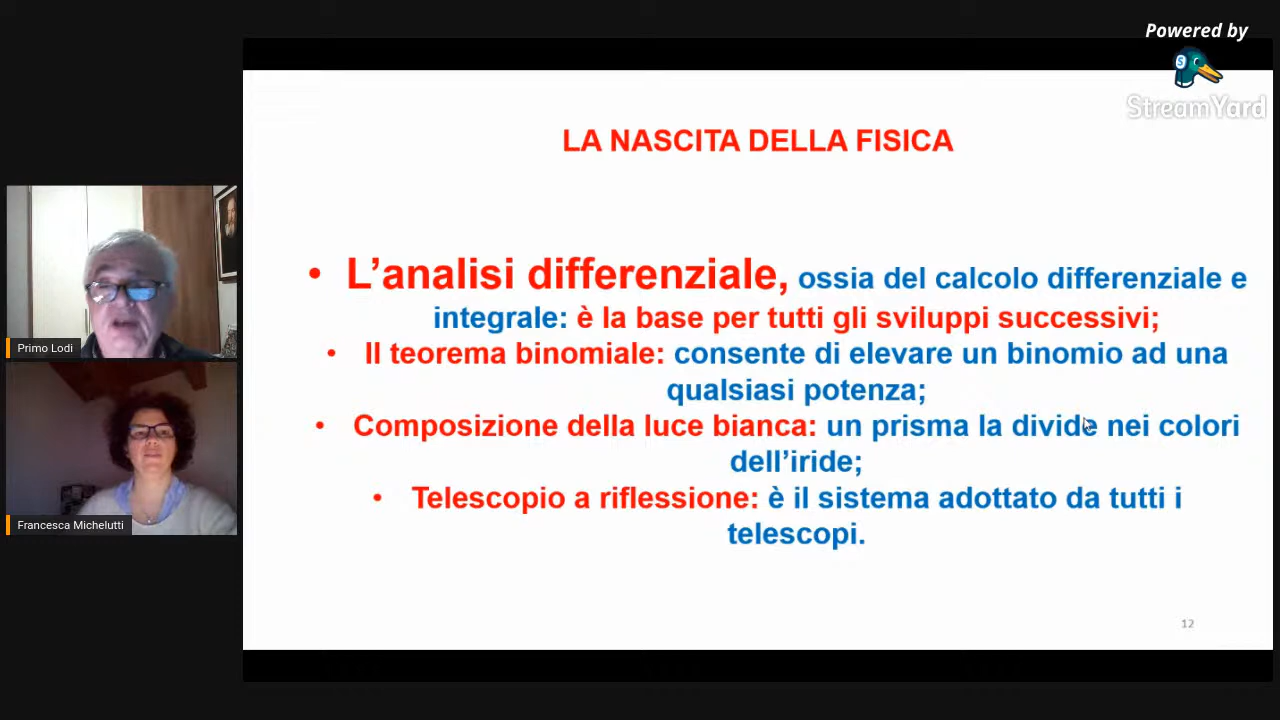 Powered by
StreamYard
LA NASCITA DELLA FISICA
• L’analisi differenziale, ossia del calcolo differenziale e
integrale: è la base per tutti gli sviluppi successivi;
• Il teorema binomiale: consente di elevare un binomio ad una
qualsiasi potenza;
• Composizione della luce bianca: un prisma la divide nei colori
dell’iride;
• Telescopio a riflessione: è il sistema adottato da tutti i
telescopi.
12
Primo Lodi
Francesca Michelutti